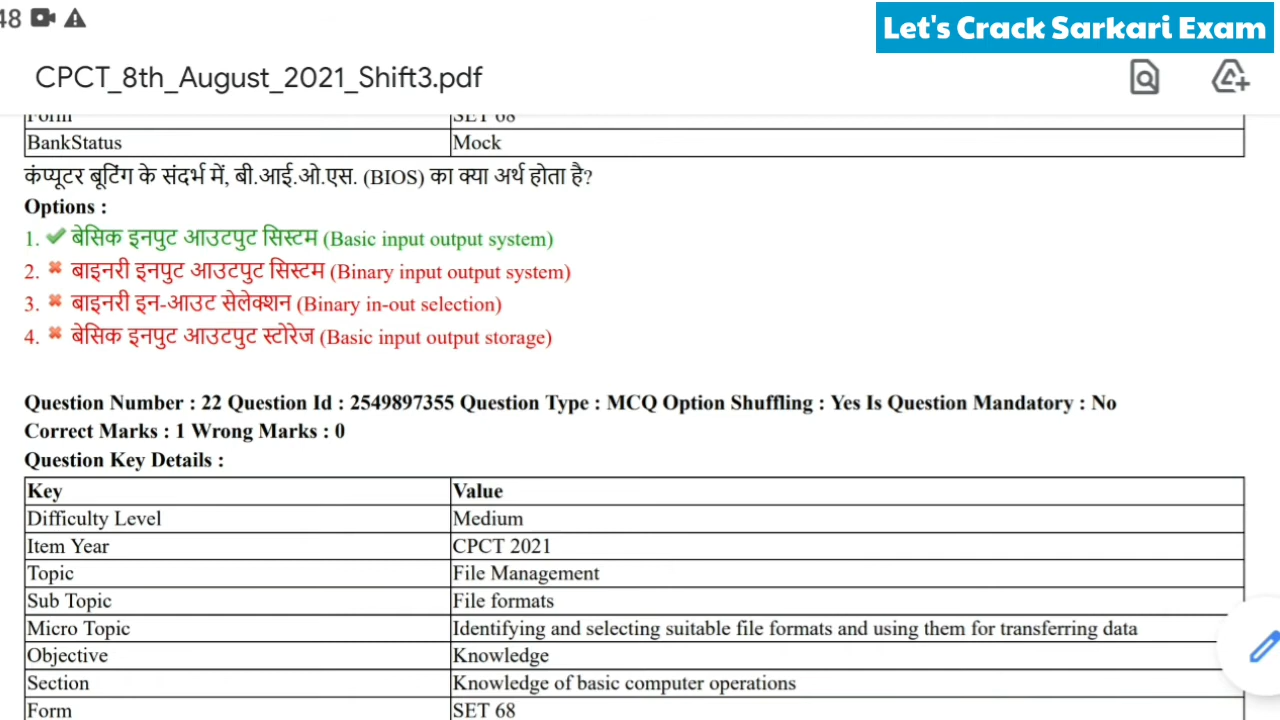 48
Let's Crack Sarkari Exam
CPCT_8th_August_2021_Shift3.pdf
Form SET 68
BankStatus Mock
कंप्यूटर बूटिंग के संदर्भ में, बी.आई.ओ.एस. (BIOS) का क्या अर्थ होता है?
Options :
1. बेसिक इनपुट आउटपुट सिस्टम (Basic input output system)
2. बाइनरी इनपुट आउटपुट सिस्टम (Binary input output system)
3. बाइनरी इन-आउट सेलेक्शन (Binary in-out selection)
4. बेसिक इनपुट आउटपुट स्टोरेज (Basic input output storage)
Question Number : 22 Question Id : 2549897355 Question Type : MCQ Option Shuffling : Yes Is Question Mandatory : No
Correct Marks : 1 Wrong Marks : 0
Question Key Details :
Key Value
Difficulty Level Medium
Item Year CPCT 2021
Topic File Management
Sub Topic File formats
Micro Topic Identifying and selecting suitable file formats and using them for transferring data
Objective Knowledge
Section Knowledge of basic computer operations
Form SET 68